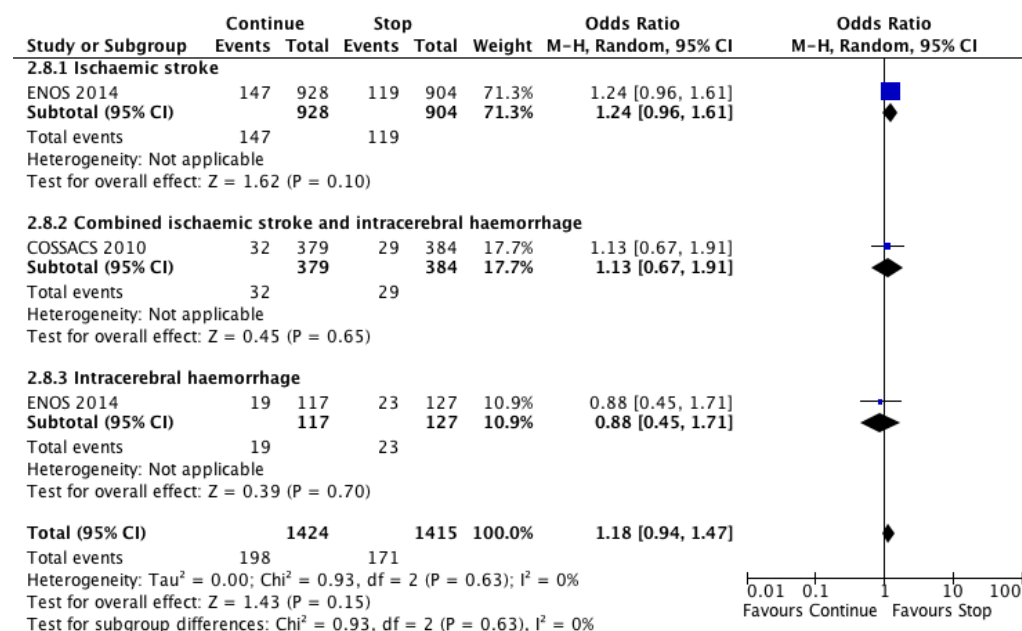 Continue Stop Odds Ratio Odds Ratio
Study or Subgroup Events Total Events Total Weight M-H, Random, 95% CI M-H, Random, 95% CI
2.8.1 Ischaemic stroke
ENOS 2014 147 928 119 904 71.3% 1.24 [0.96, 1.61]
Subtotal (95% CI) 928 904 71.3% 1.24 [0.96, 1.61]
Total events 147 119
Heterogeneity: Not applicable
Test for overall effect: Z = 1.62 (P = 0.10)
2.8.2 Combined ischaemic stroke and intracerebral haemorrhage
COSSACS 2010 32 379 29 384 17.7% 1.13 [0.67, 1.91]
Subtotal (95% CI) 379 384 17.7% 1.13 [0.67, 1.91]
Total events 32 29
Heterogeneity: Not applicable
Test for overall effect: Z = 0.45 (P = 0.65)
2.8.3 Intracerebral haemorrhage
ENOS 2014 19 117 23 127 10.9% 0.88 [0.45, 1.71]
Subtotal (95% CI) 117 127 10.9% 0.88 [0.45, 1.71]
Total events 19 23
Heterogeneity: Not applicable
Test for overall effect: Z = 0.39 (P = 0.70)
Total (95% CI) 1424 1415 100.0% 1.18 [0.94, 1.47]
Total events 198 171
Heterogeneity: Tau² = 0.00; Chi² = 0.93, df = 2 (P = 0.63); I² = 0%
Test for overall effect: Z = 1.43 (P = 0.15)
Test for subgroup differences: Chi² = 0.93, df = 2 (P = 0.63), I² = 0%
0.01 0.1 1 10 100
Favours Continue Favours Stop